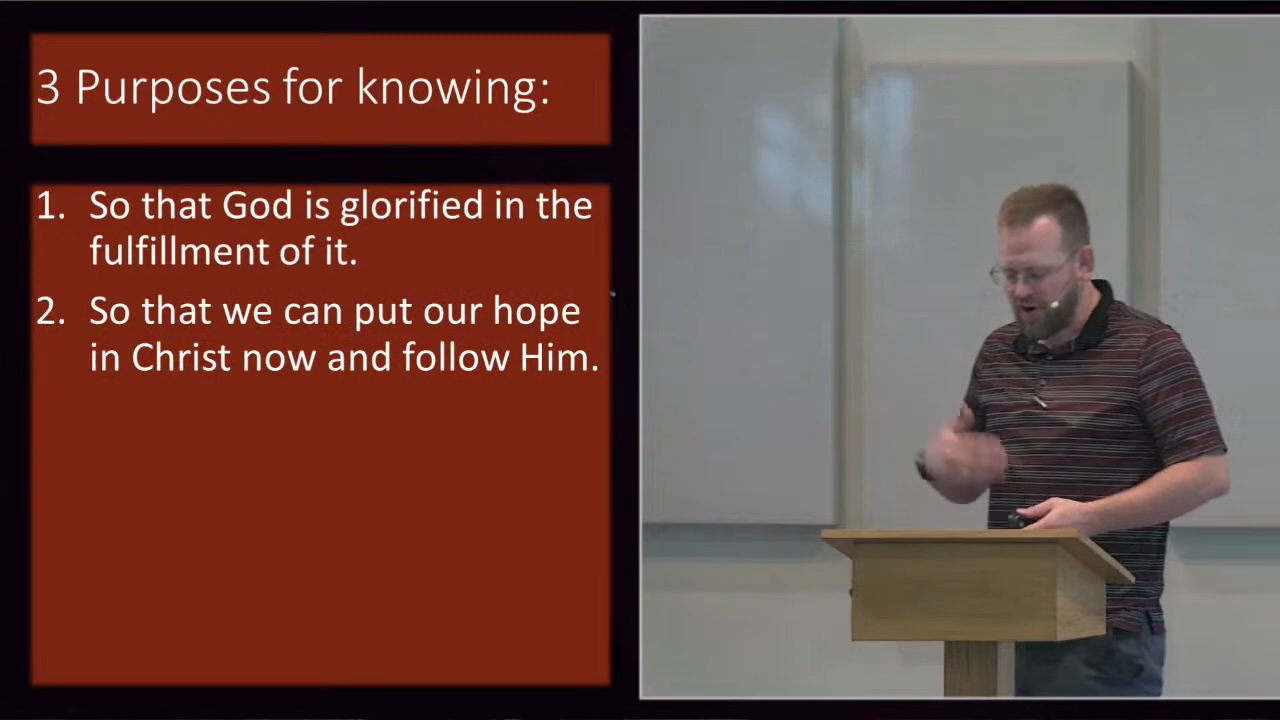 3 Purposes for knowing:
1. So that God is glorified in the
fulfillment of it.
2. So that we can put our hope
in Christ now and follow Him.